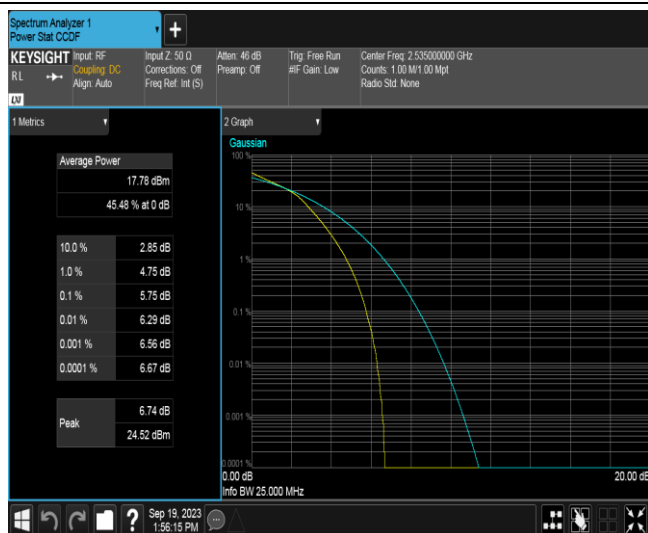 Spectrum Analyzer 1
Power Stat CCDF
+
KEYSIGHT
RL
LXI
Input: RF
Coupling: DC
Align: Auto
Input Z: 50 Ω
Corrections: Off
Freq Ref: Int (S)
Atten: 46 dB
Preamp: Off
Trig: Free Run
#IF Gain: Low
Center Freq: 2.535000000 GHz
Counts: 1.00 M/1.00 Mpt
Radio Std: None
1 Metrics
Average Power
17.78 dBm
45.48 % at 0 dB
10.0 % 2.85 dB
1.0 % 4.75 dB
0.1 % 5.75 dB
0.01 % 6.29 dB
0.001 % 6.56 dB
0.0001 % 6.67 dB
Peak
6.74 dB
24.52 dBm
2 Graph
Gaussian
100 %
10 %
1 %
0.1 %
0.01 %
0.001 %
0.0001 %
0.00 dB
20.00 dB
Info BW 25.000 MHz
?
Sep 19, 2023
1:56:15 PM